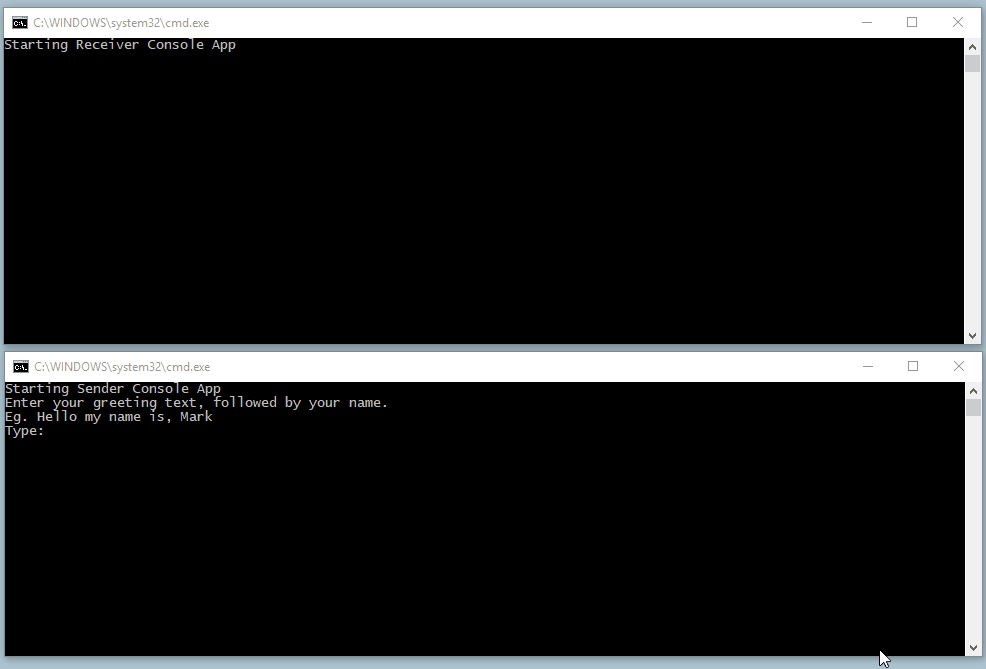 C:\WINDOWS\system32\cmd.exe
Starting Receiver Console App
C:\WINDOWS\system32\cmd.exe
Starting Sender Console App
Enter your greeting text, followed by your name.
Eg. Hello my name is, Mark
Type: